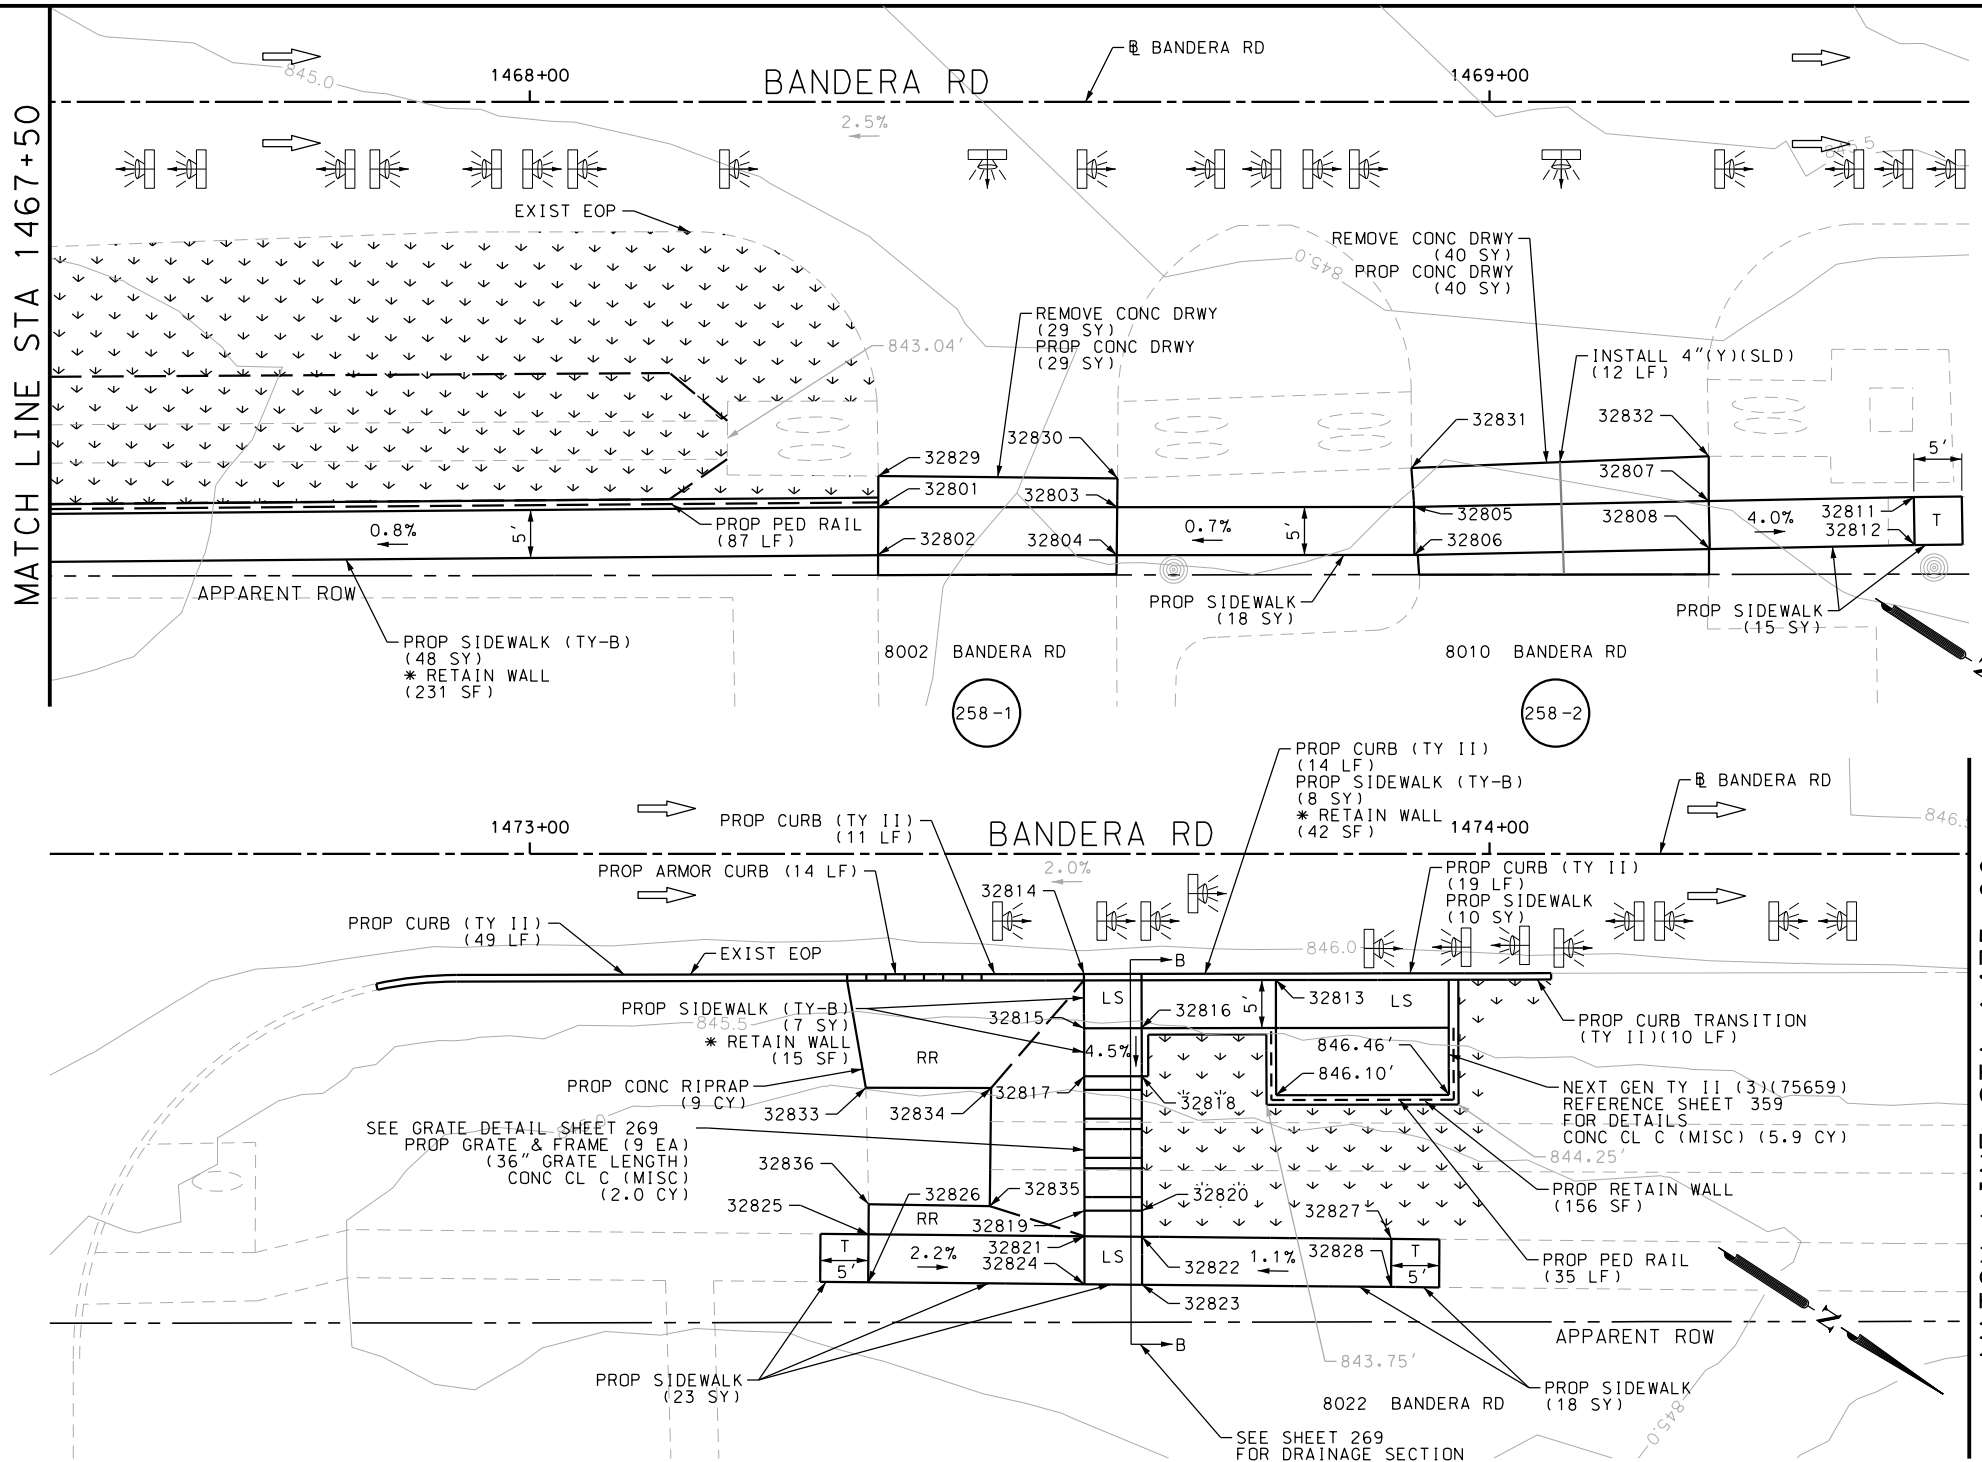 MATCH LINE STA 1467+50
845.0
1468+00
BANDERA RD
℄ BANDERA RD
1469+00
2.5%
845.5
EXIST EOP
REMOVE CONC DRWY
(40 SY)
PROP CONC DRWY
(40 SY)
845.0
REMOVE CONC DRWY
(29 SY)
PROP CONC DRWY
(29 SY)
843.04'
INSTALL 4"(Y)(SLD)
(12 LF)
32830
32831
32832
32829
32807
5'
32801
32803
32805
32808
32811
32812
T
PROP PED RAIL
(87 LF)
0.8%
5'
32802
32804
0.7%
5'
32806
4.0%
APPARENT ROW
PROP SIDEWALK
(18 SY)
PROP SIDEWALK
(15 SY)
PROP SIDEWALK (TY-B)
(48 SY)
* RETAIN WALL
(231 SF)
8002 BANDERA RD
8010 BANDERA RD
258-1
258-2
PROP CURB (TY II)
(14 LF)
PROP SIDEWALK (TY-B)
(8 SY)
* RETAIN WALL
(42 SF)
℄ BANDERA RD
1473+00
PROP CURB (TY II)
(11 LF)
BANDERA RD
1474+00
PROP ARMOR CURB (14 LF)
2.0%
32814
PROP CURB (TY II)
(19 LF)
PROP SIDEWALK
(10 SY)
PROP CURB (TY II)
(49 LF)
EXIST EOP
846.0
B
LS
32813
LS
PROP SIDEWALK (TY-B)
(7 SY)
* RETAIN WALL
(15 SF)
845.5
32815
32816
5'
PROP CURB TRANSITION
(TY II)(10 LF)
RR
4.5%
846.46'
846.10'
PROP CONC RIPRAP
(9 CY)
32833
32834
32817
32818
NEXT GEN TY II (3)(75659)
REFERENCE SHEET 359
FOR DETAILS
CONC CL C (MISC) (5.9 CY)
SEE GRATE DETAIL SHEET 269
PROP GRATE & FRAME (9 EA)
(36" GRATE LENGTH)
CONC CL C (MISC)
(2.0 CY)
844.25'
32836
32835
32820
PROP RETAIN WALL
(156 SF)
32825
32826
RR
32819
32827
T
5'
2.2%
32821
32824
LS
32822
1.1%
32828
T
5'
PROP PED RAIL
(35 LF)
32823
N
APPARENT ROW
B
843.75'
PROP SIDEWALK
(23 SY)
PROP SIDEWALK
(18 SY)
8022 BANDERA RD
845.0
SEE SHEET 269
FOR DRAINAGE SECTION